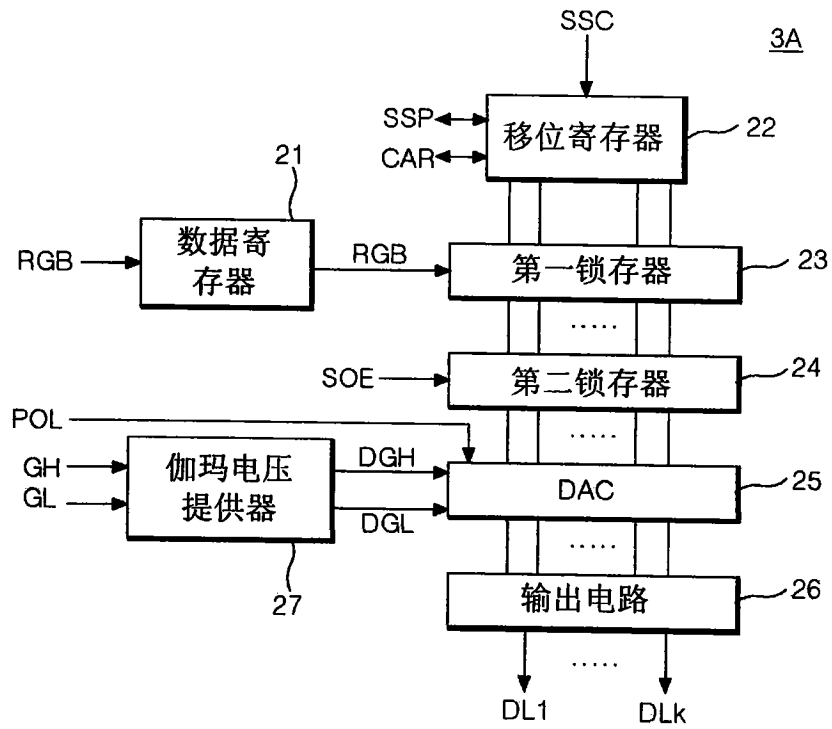 SSC
3A
SSP
CAR
移位寄存器
22
21
RGB
数据寄
存器
RGB
第一锁存器
23
.....
SOE
第二锁存器
24
.....
POL
GH
GL
伽玛电压
提供器
27
DGH
DGL
DAC
25
.....
输出电路
26
.....
DL1
DLk